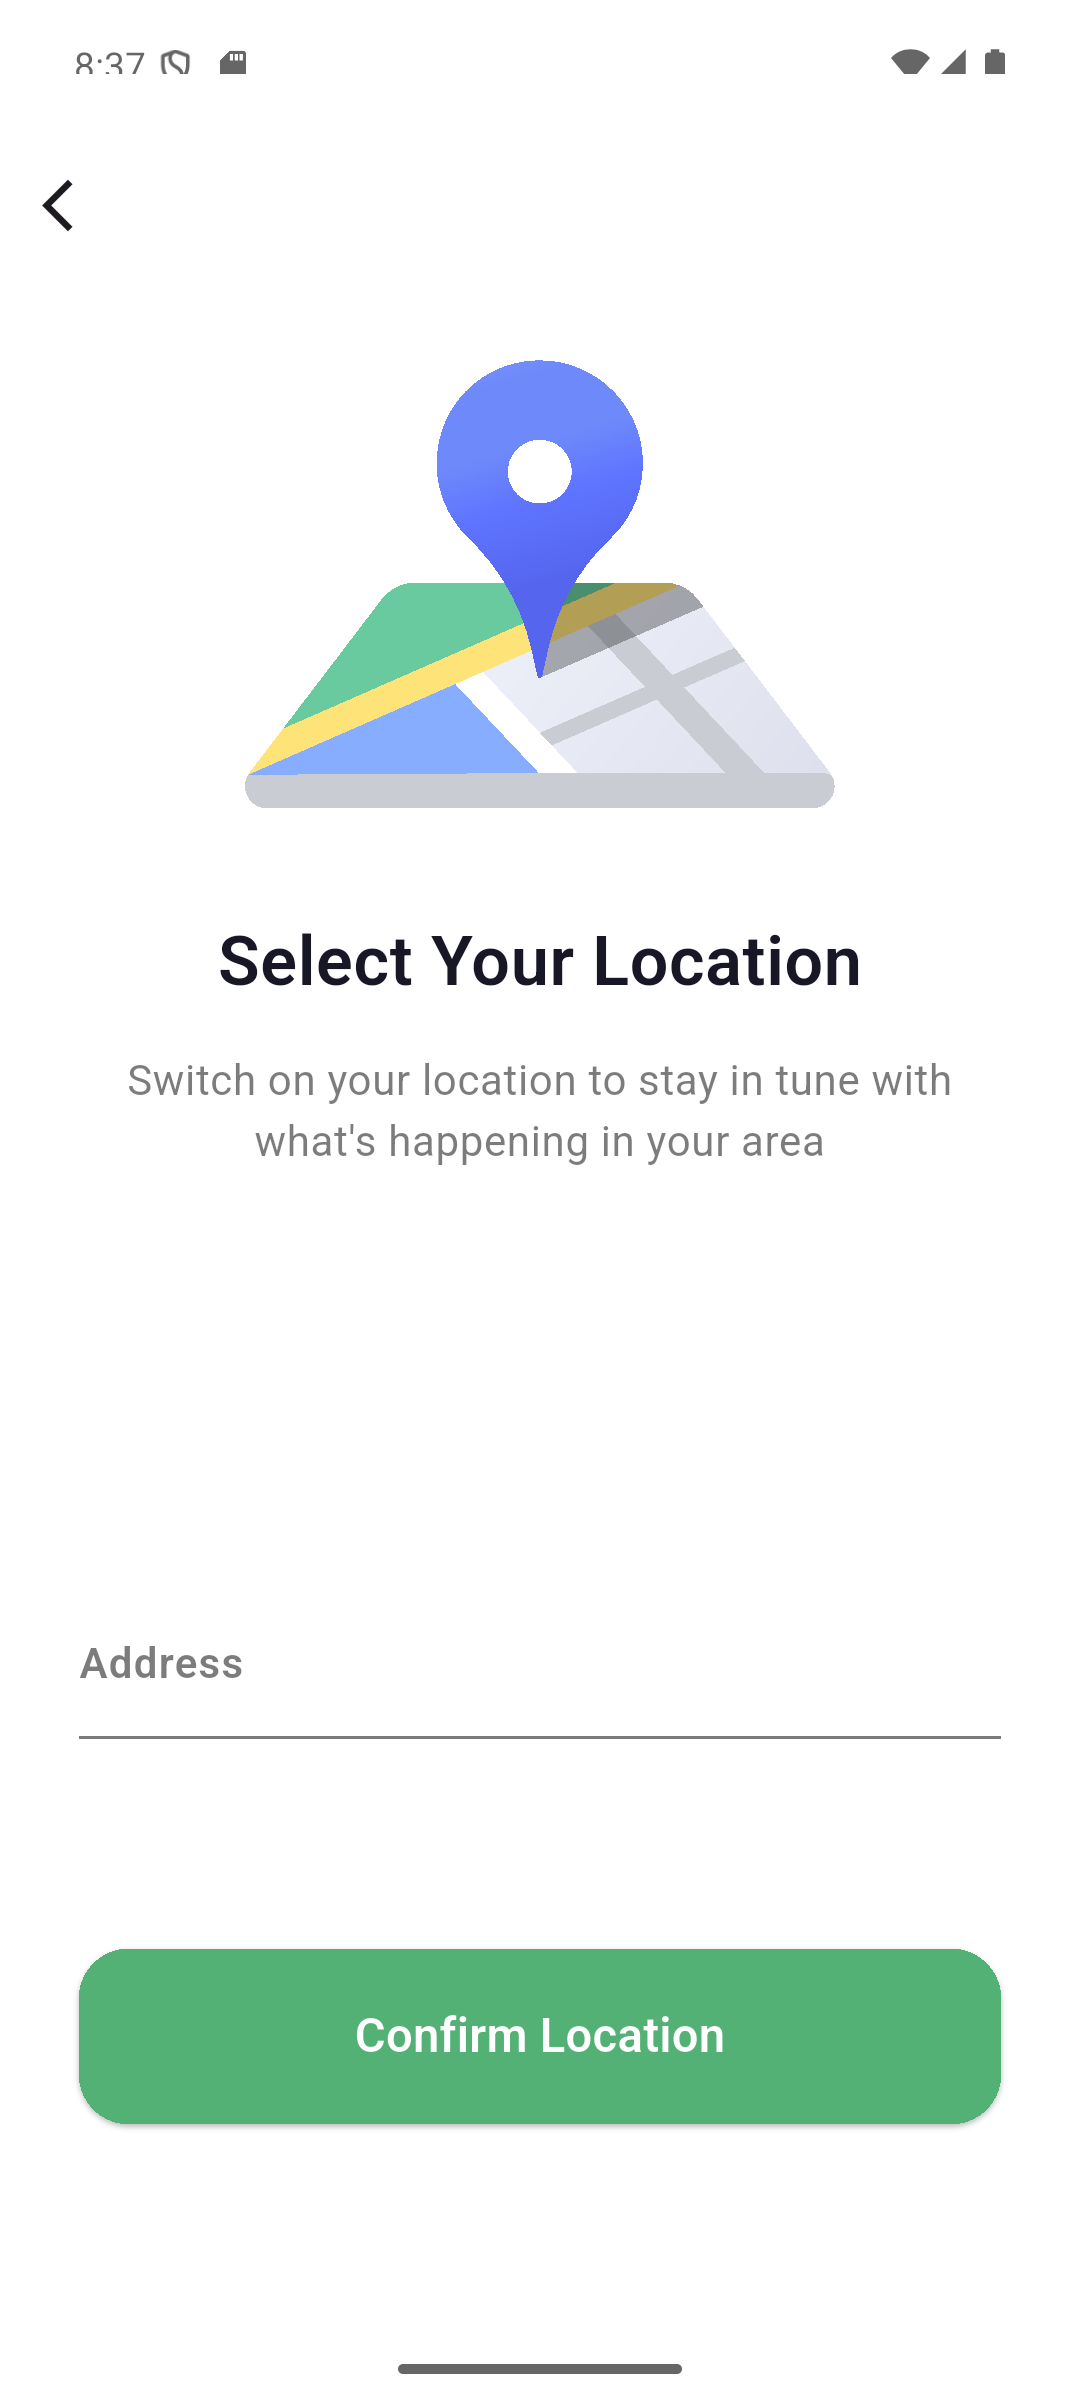 8:37
Select Your Location
Switch on your location to stay in tune with
what's happening in your area
Address
Confirm Location